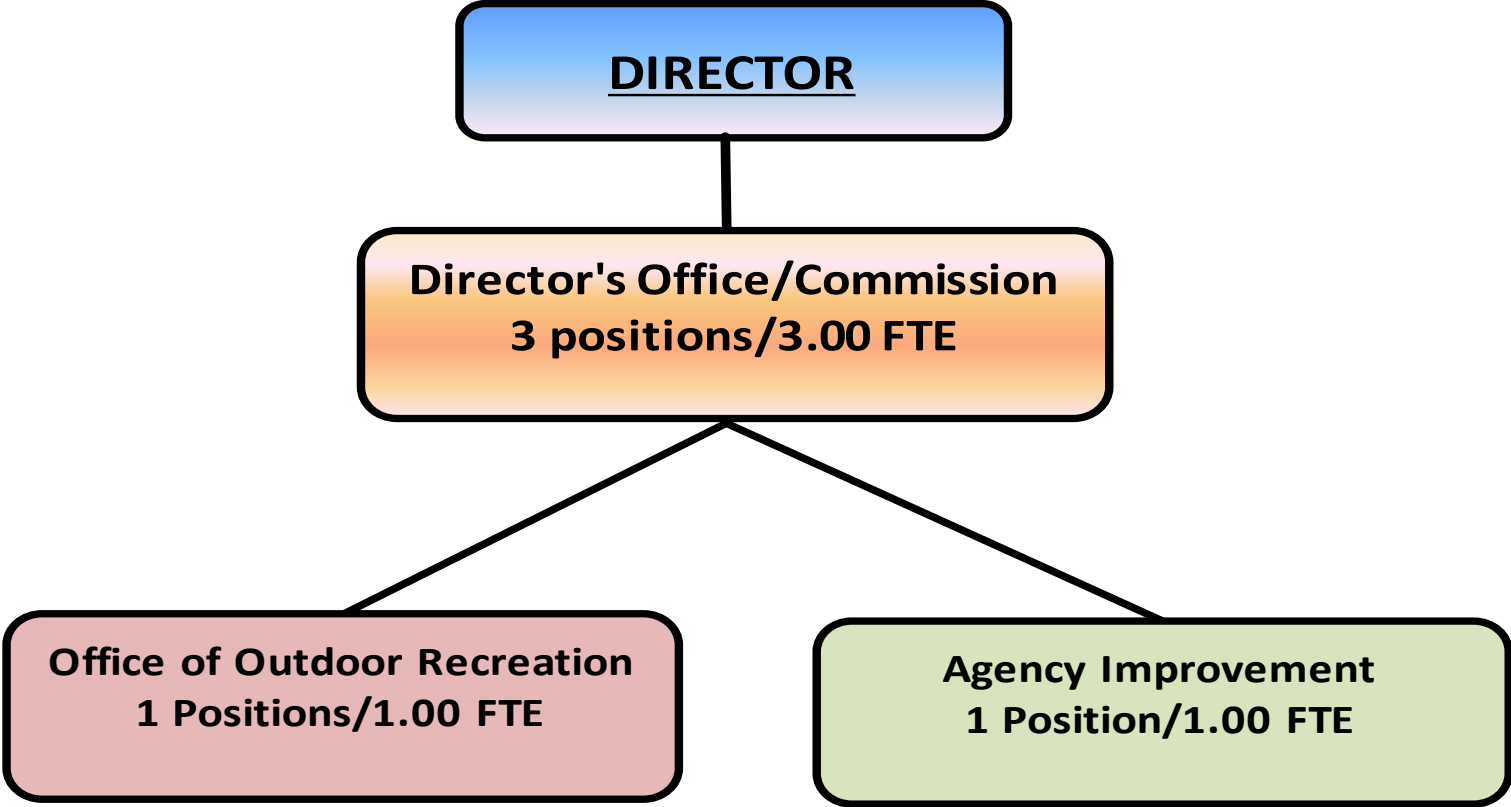 DIRECTOR
Director's Office/Commission
3 positions/3.00 FTE
Office of Outdoor Recreation
1 Positions/1.00 FTE
Agency Improvement
1 Position/1.00 FTE